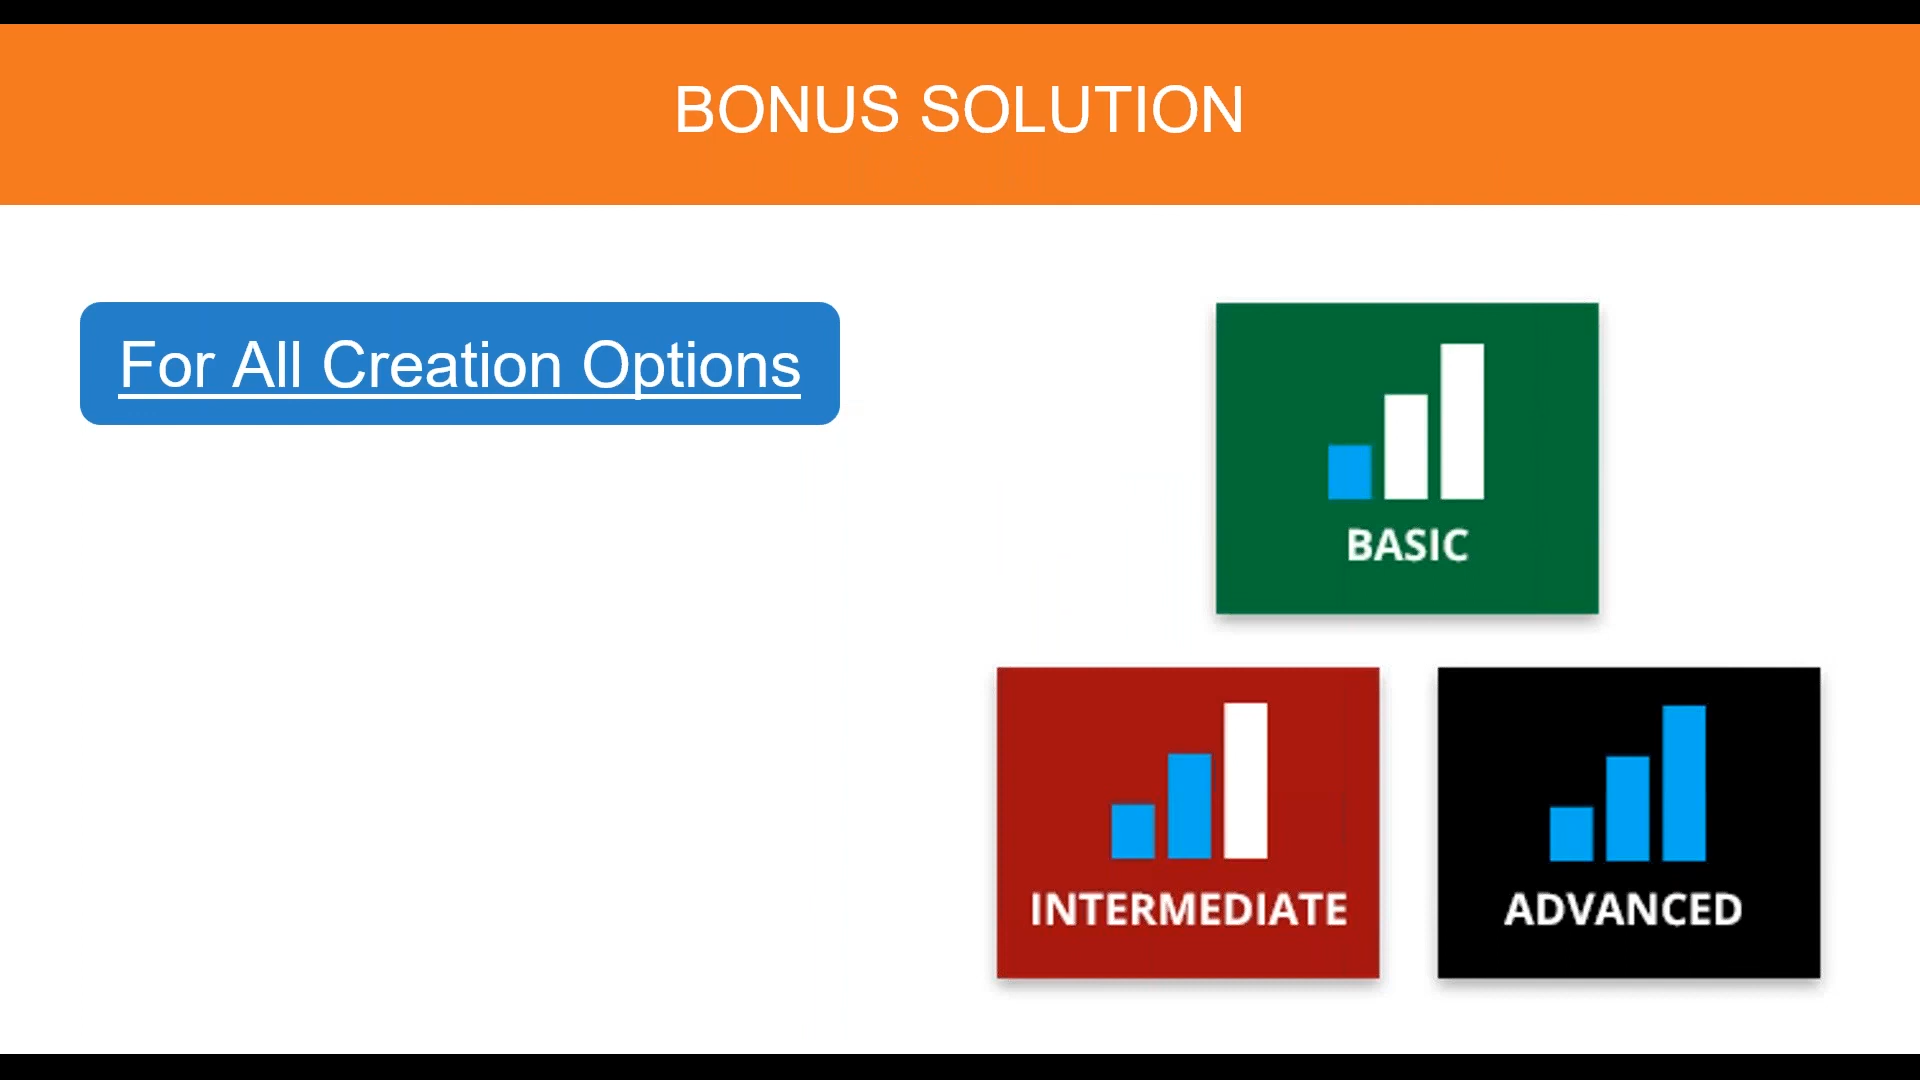 BONUS SOLUTION
For All Creation Options
BASIC
INTERMEDIATE
ADVANCED